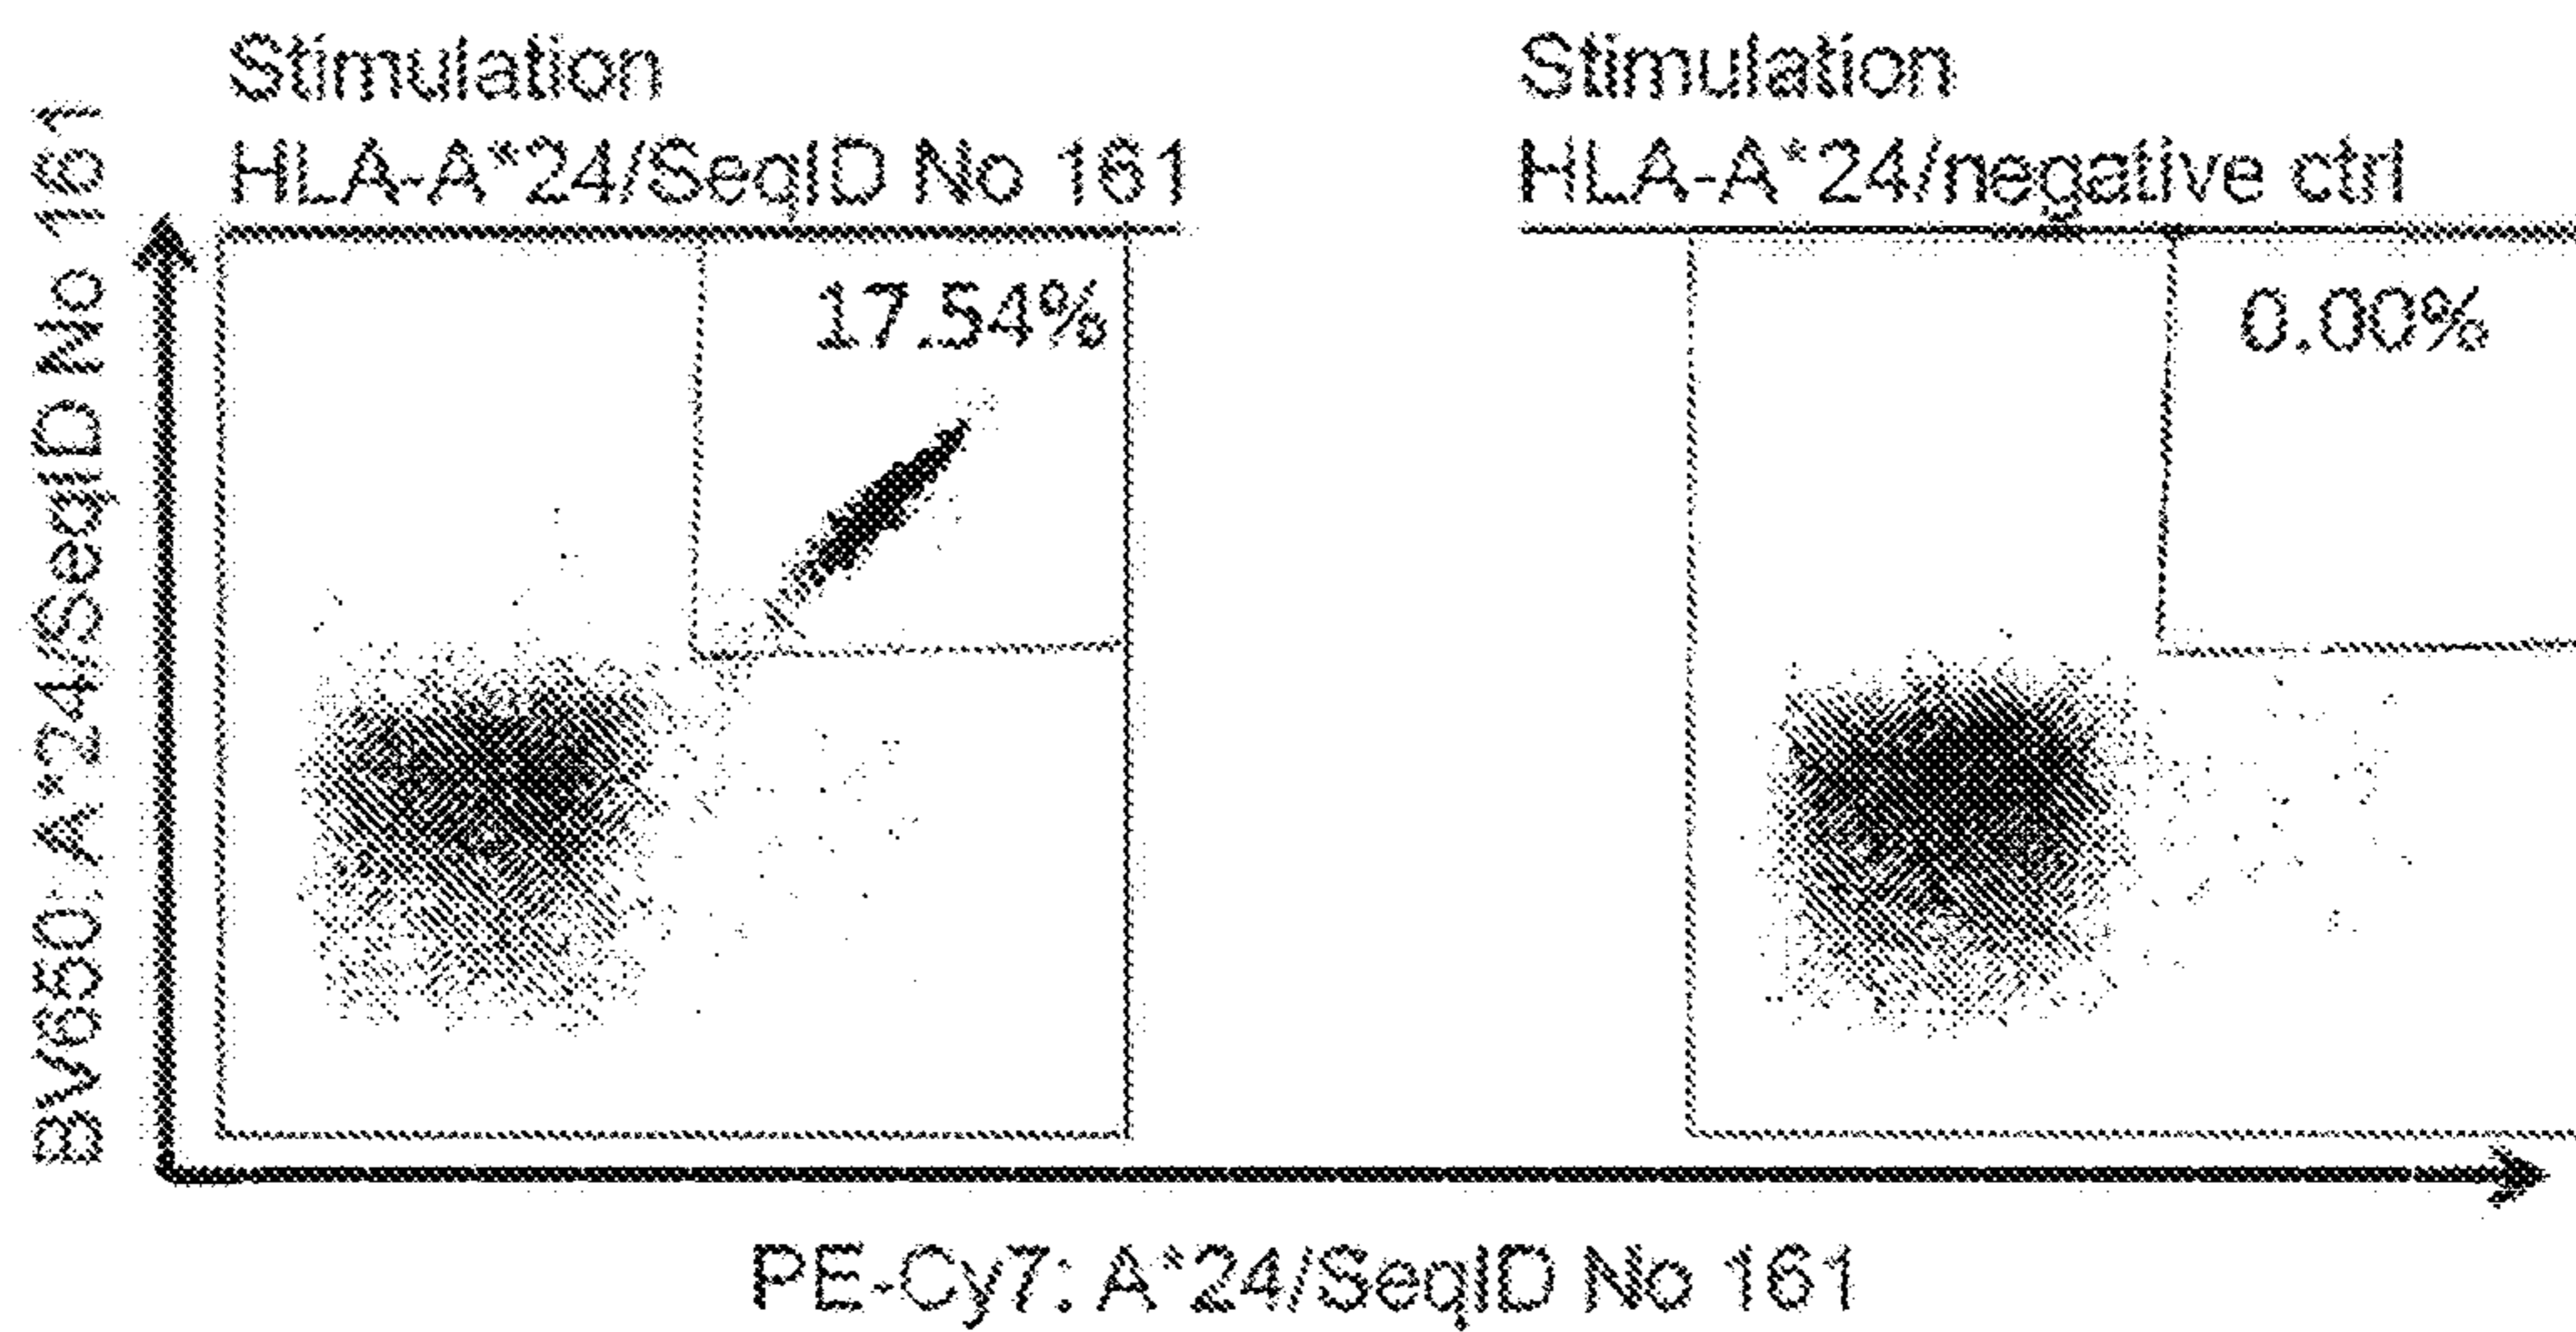 Stimulation
HLA-A*24/SeqID No 161
Stimulation
HLA-A*24/negative ctrl
17.54%
0.00%
BV650: A*24/SeqID No 161
PE-Cy7: A*24/SeqID No 161